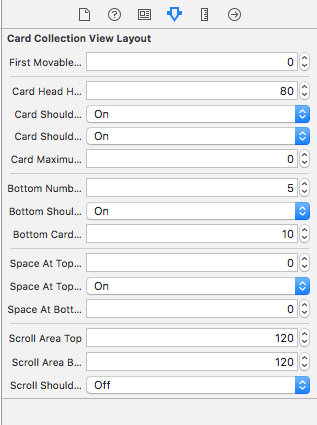 Card Collection View Layout
First Movable... 0
Card Head H... 80
Card Should... On
Card Should... On
Card Maximu... 0
Bottom Numb... 5
Bottom Shoul... On
Bottom Card... 10
Space At Top... 0
Space At Top... On
Space At Bott... 0
Scroll Area Top 120
Scroll Area B... 120
Scroll Should... Off